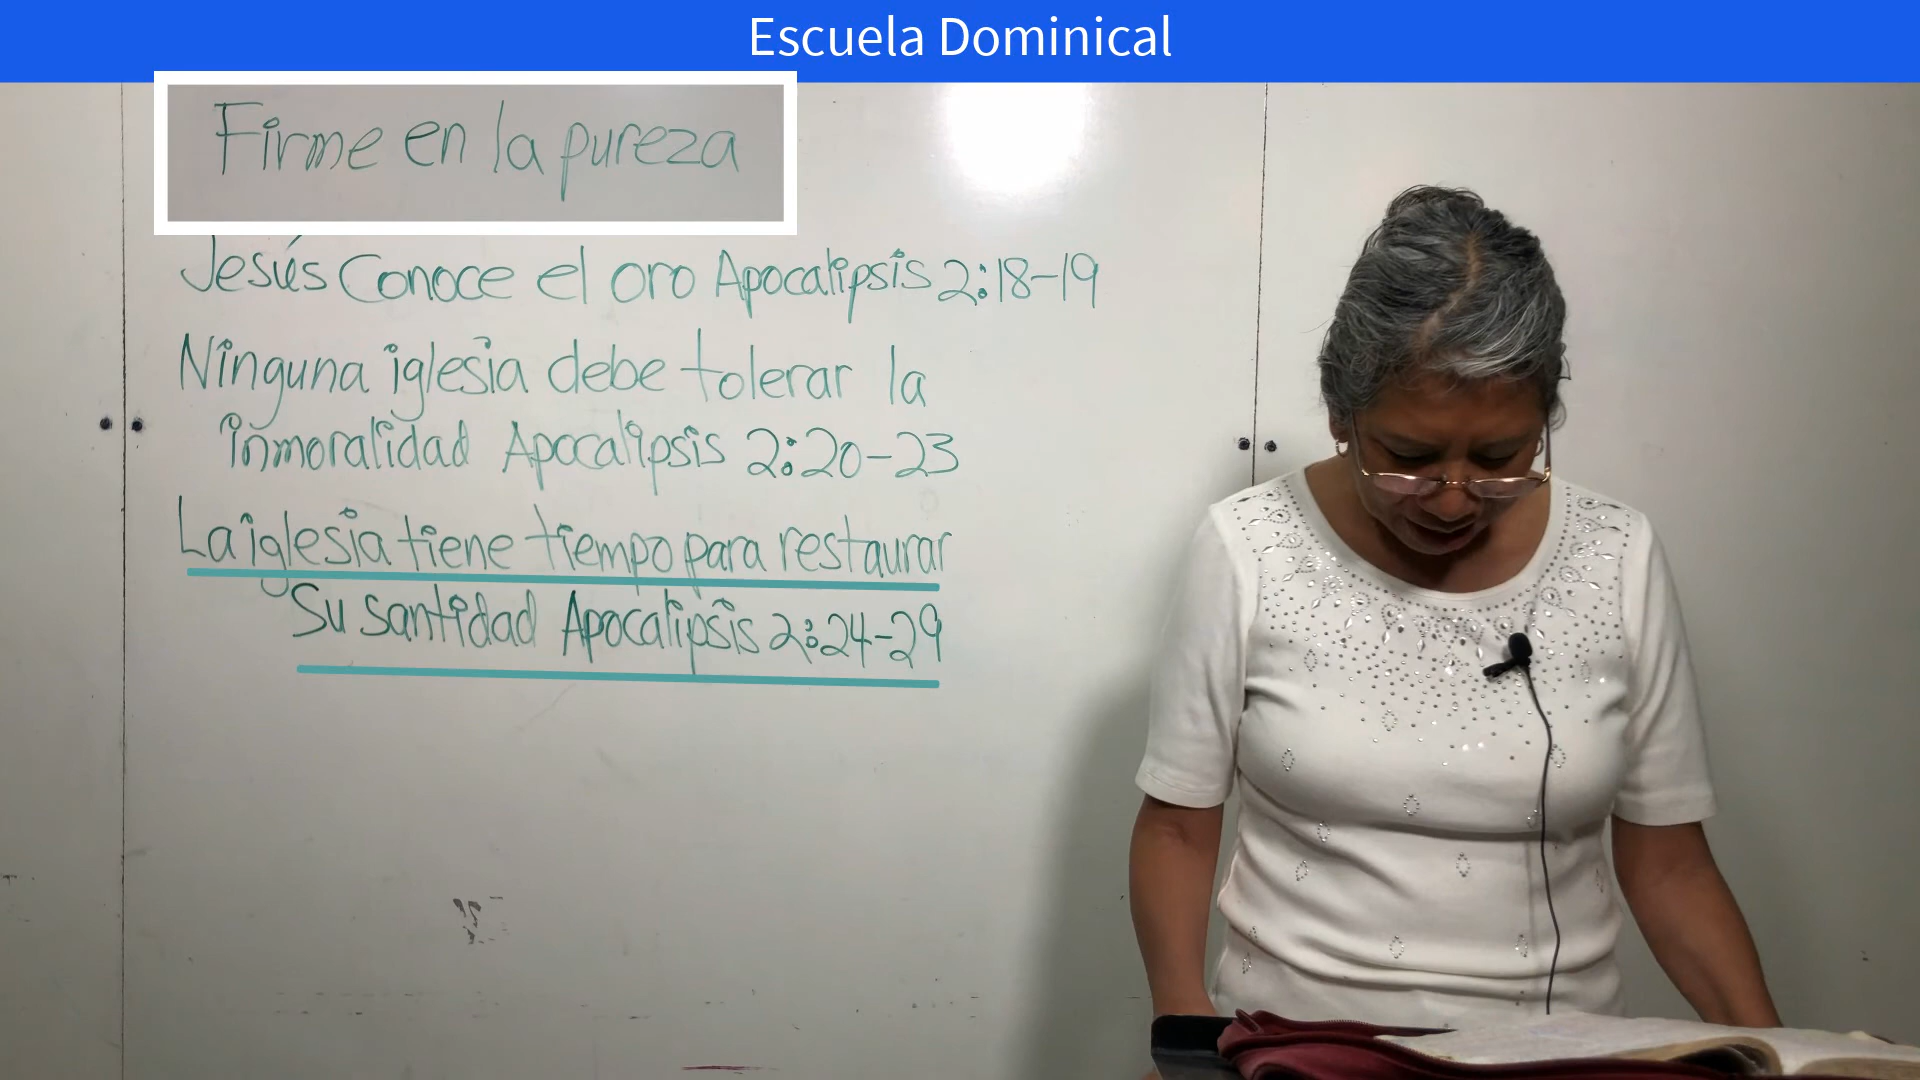 Escuela Dominical
Firme en la pureza
Jesús Conoce el oro Apocalipsis 2:18-19
Ninguna iglesia debe tolerar la
inmoralidad Apocalipsis 2:20-23
La iglesia tiene tiempo para restaurar
Su santidad Apocalipsis 2:24-29